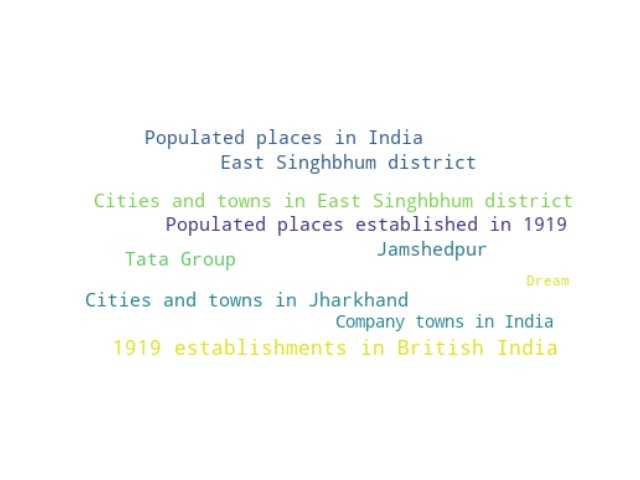 Populated places in India
East Singhbhum district
Cities and towns in East Singhbhum district
Populated places established in 1919
Jamshedpur
Tata Group
Dream
Cities and towns in Jharkhand
Company towns in India
1919 establishments in British India